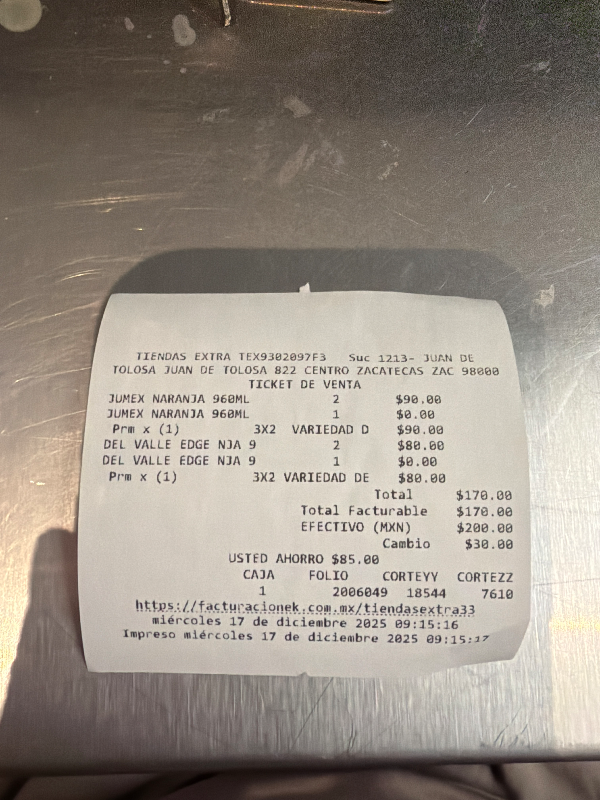 TIENDAS EXTRA TEX9302097F3 Suc 1213- JUAN DE
TOLOSA JUAN DE TOLOSA 822 CENTRO ZACATECAS ZAC 98000
TICKET DE VENTA
JUMEX NARANJA 960ML 2 $90.00
JUMEX NARANJA 960ML 1 $0.00
Prm x (1) 3X2 VARIEDAD D $90.00
DEL VALLE EDGE NJA 9 2 $80.00
DEL VALLE EDGE NJA 9 1 $0.00
Prm x (1) 3X2 VARIEDAD DE $80.00
Total $170.00
Total Facturable $170.00
EFECTIVO (MXN) $200.00
Cambio $30.00
USTED AHORRO $85.00
CAJA FOLIO CORTEYY CORTEZZ
1 2006049 18544 7610
https://facturacionek.com.mx/tiendasextra33
miércoles 17 de diciembre 2025 09:15:16
Impreso miércoles 17 de diciembre 2025 09:15:17